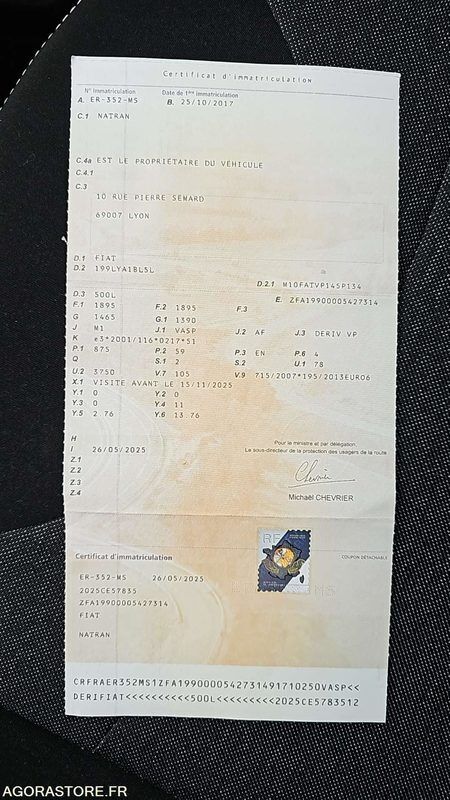 Certificat d'immatriculation
N° Immatriculation Date de 1ère immatriculation
A. ER-352-MS B. 25/10/2017
C.1 NATRAN
C.4a EST LE PROPRIÉTAIRE DU VÉHICULE
C.4.1
C.3
10 RUE PIERRE SEMARD
69007 LYON
D.1 FIAT
D.2 199LYA1BL5L
D.2.1 M10FATVP145P134
D.3 500L E. ZFA19900005427314
F.1 1895 F.2 1895 F.3
G 1465 G.1 1390
J M1 J.1 VASP J.2 AF J.3 DERIV VP
K e3*2001/116*0217*51
P.1 875 P.2 59 P.3 EN P.6 4
Q S.1 2 S.2 U.1 78
U.2 3750 V.7 105 V.9 715/2007*195/2013EURO6
X.1 VISITE AVANT LE 15/11/2025
Y.1 0 Y.2 0
Y.3 0 Y.4 11
Y.5 2.76 Y.6 13.76
H
I 26/05/2025
Z.1
Z.2
Z.3
Z.4
Pour le ministre et par délégation,
Le sous-directeur de la protection des usagers de la route
Chevrier
Michaël CHEVRIER
RF
Certificat d'immatriculation COUPON DÉTACHABLE
ER-352-MS 26/05/2025
2025CE57835
ZFA19900005427314
FIAT
NATRAN
CRFRAER352MS1ZFA199000054273149171025OVASP<<
DERIFIAT<<<<<<<<<<500L<<<<<<<<<2025CE5783512
AGORASTORE.FR